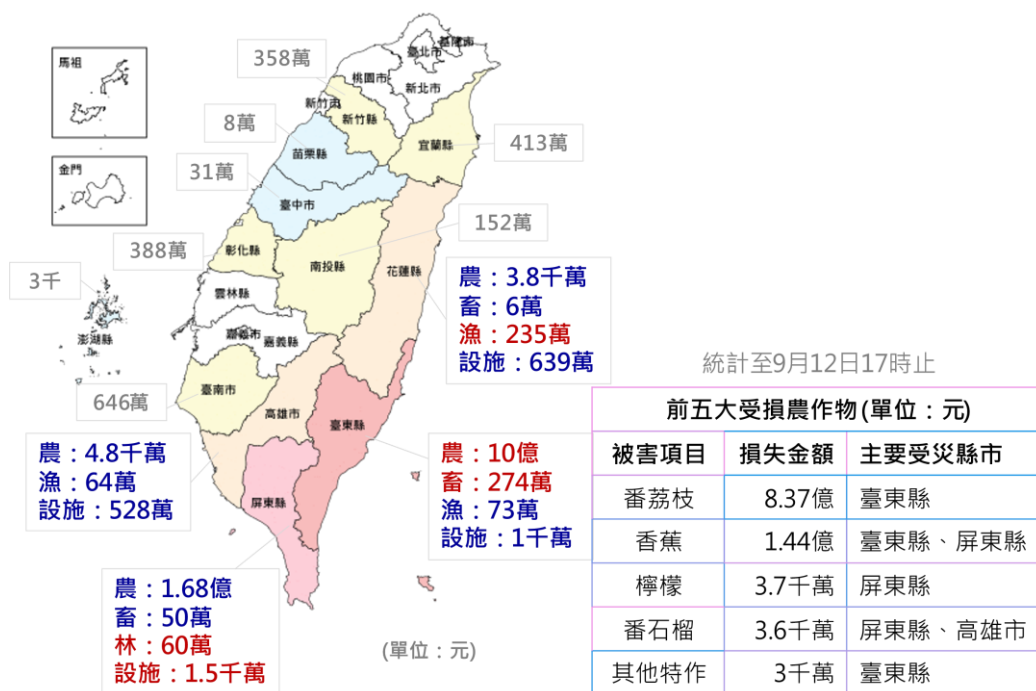 馬祖
金門
基隆市
臺北市
桃園市
新北市
358萬
新竹市
新竹縣
8萬
苗栗縣
宜蘭縣
413萬
31萬
臺中市
152萬
388萬
彰化縣
南投縣
花蓮縣
3千
澎湖縣
雲林縣
農：3.8千萬
畜：6萬
漁：235萬
設施：639萬
嘉義市
嘉義縣
646萬
臺南市
高雄市
臺東縣
屏東縣
農：4.8千萬
漁：64萬
設施：528萬
農：10億
畜：274萬
漁：73萬
設施：1千萬
農：1.68億
畜：50萬
林：60萬
設施：1.5千萬
(單位：元)
統計至9月12日17時止
前五大受損農作物(單位：元)
被害項目 損失金額 主要受災縣市
番荔枝 8.37億 臺東縣
香蕉 1.44億 臺東縣、屏東縣
檸檬 3.7千萬 屏東縣
番石榴 3.6千萬 屏東縣、高雄市
其他特作 3千萬 臺東縣